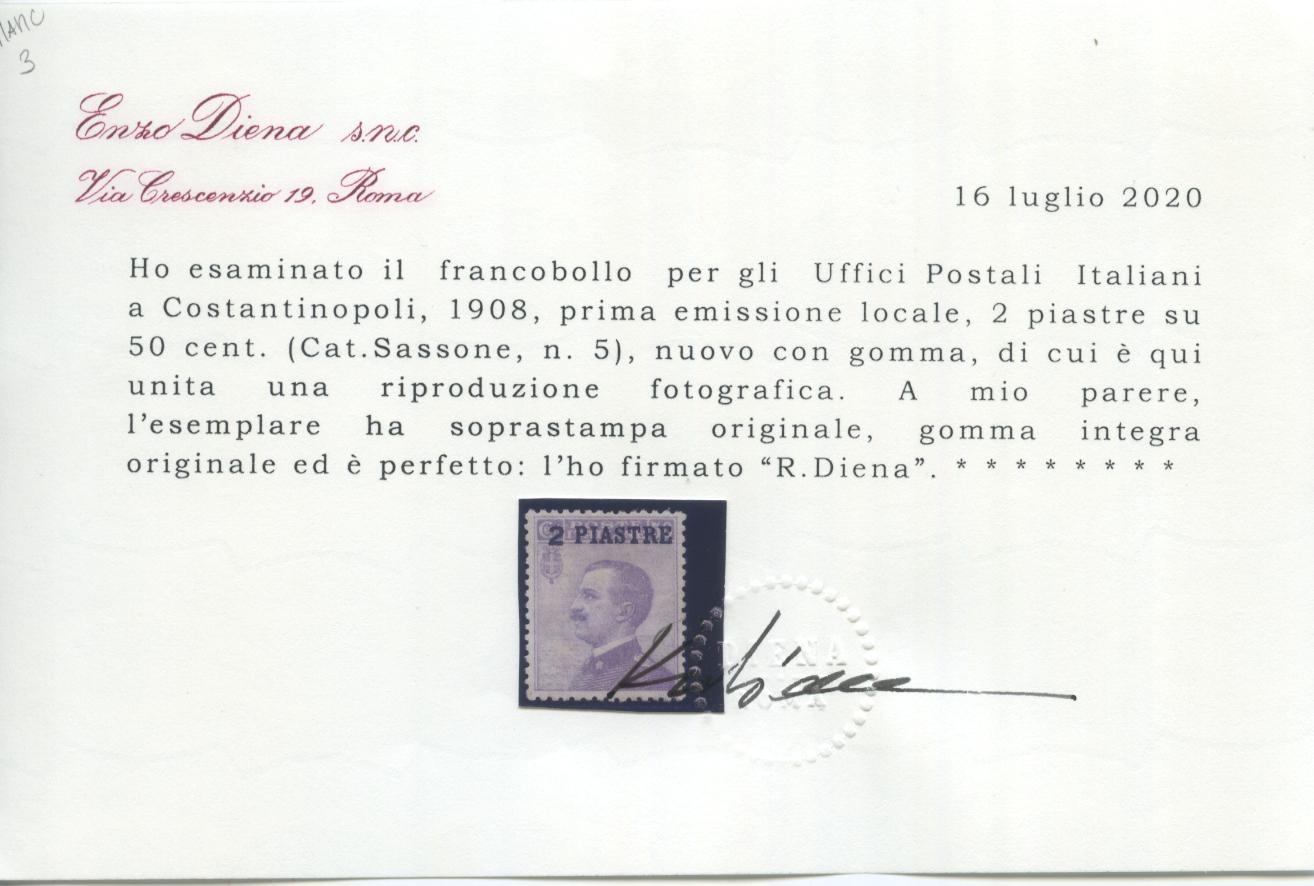 3
Enzo Diena s.n.c.
Via Crescenzio 19, Roma
16 luglio 2020
Ho esaminato il francobollo per gli Uffici Postali Italiani
a Costantinopoli, 1908, prima emissione locale, 2 piastre su
50 cent. (Cat.Sassone, n. 5), nuovo con gomma, di cui è qui
unita una riproduzione fotografica. A mio parere,
l'esemplare ha soprastampa originale, gomma integra
originale ed è perfetto: l'ho firmato “R.Diena”. * * * * * * * *
2 PIASTRE